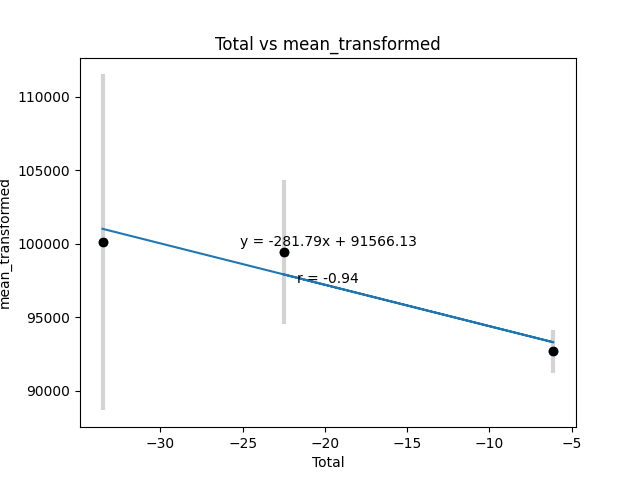 Total vs mean_transformed
mean_transformed
110000
105000
100000
95000
90000
y = -281.79x + 91566.13
r = -0.94
−30
−25
−20
−15
−10
−5
Total